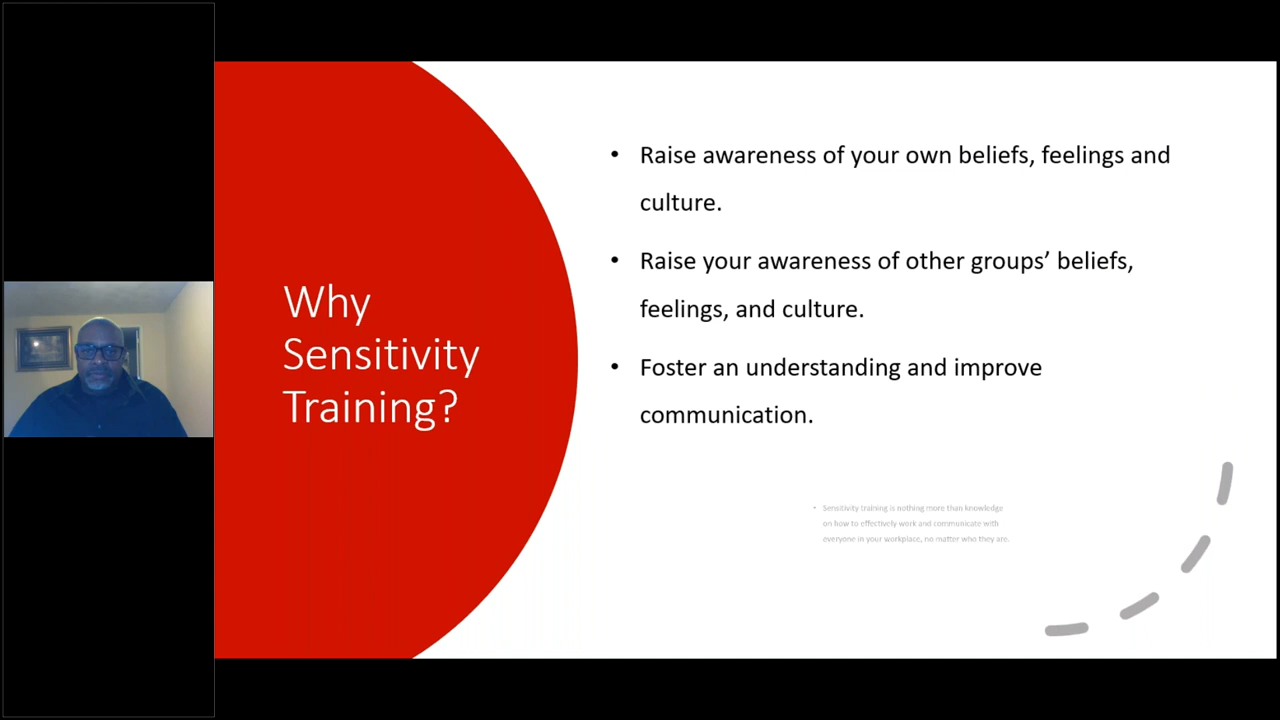 Why
Sensitivity
Training?
• Raise awareness of your own beliefs, feelings and
culture.
• Raise your awareness of other groups’ beliefs,
feelings, and culture.
• Foster an understanding and improve
communication.
• Sensitivity training is nothing more than knowledge
on how to effectively work and communicate with
everyone in your workplace, no matter who they are.